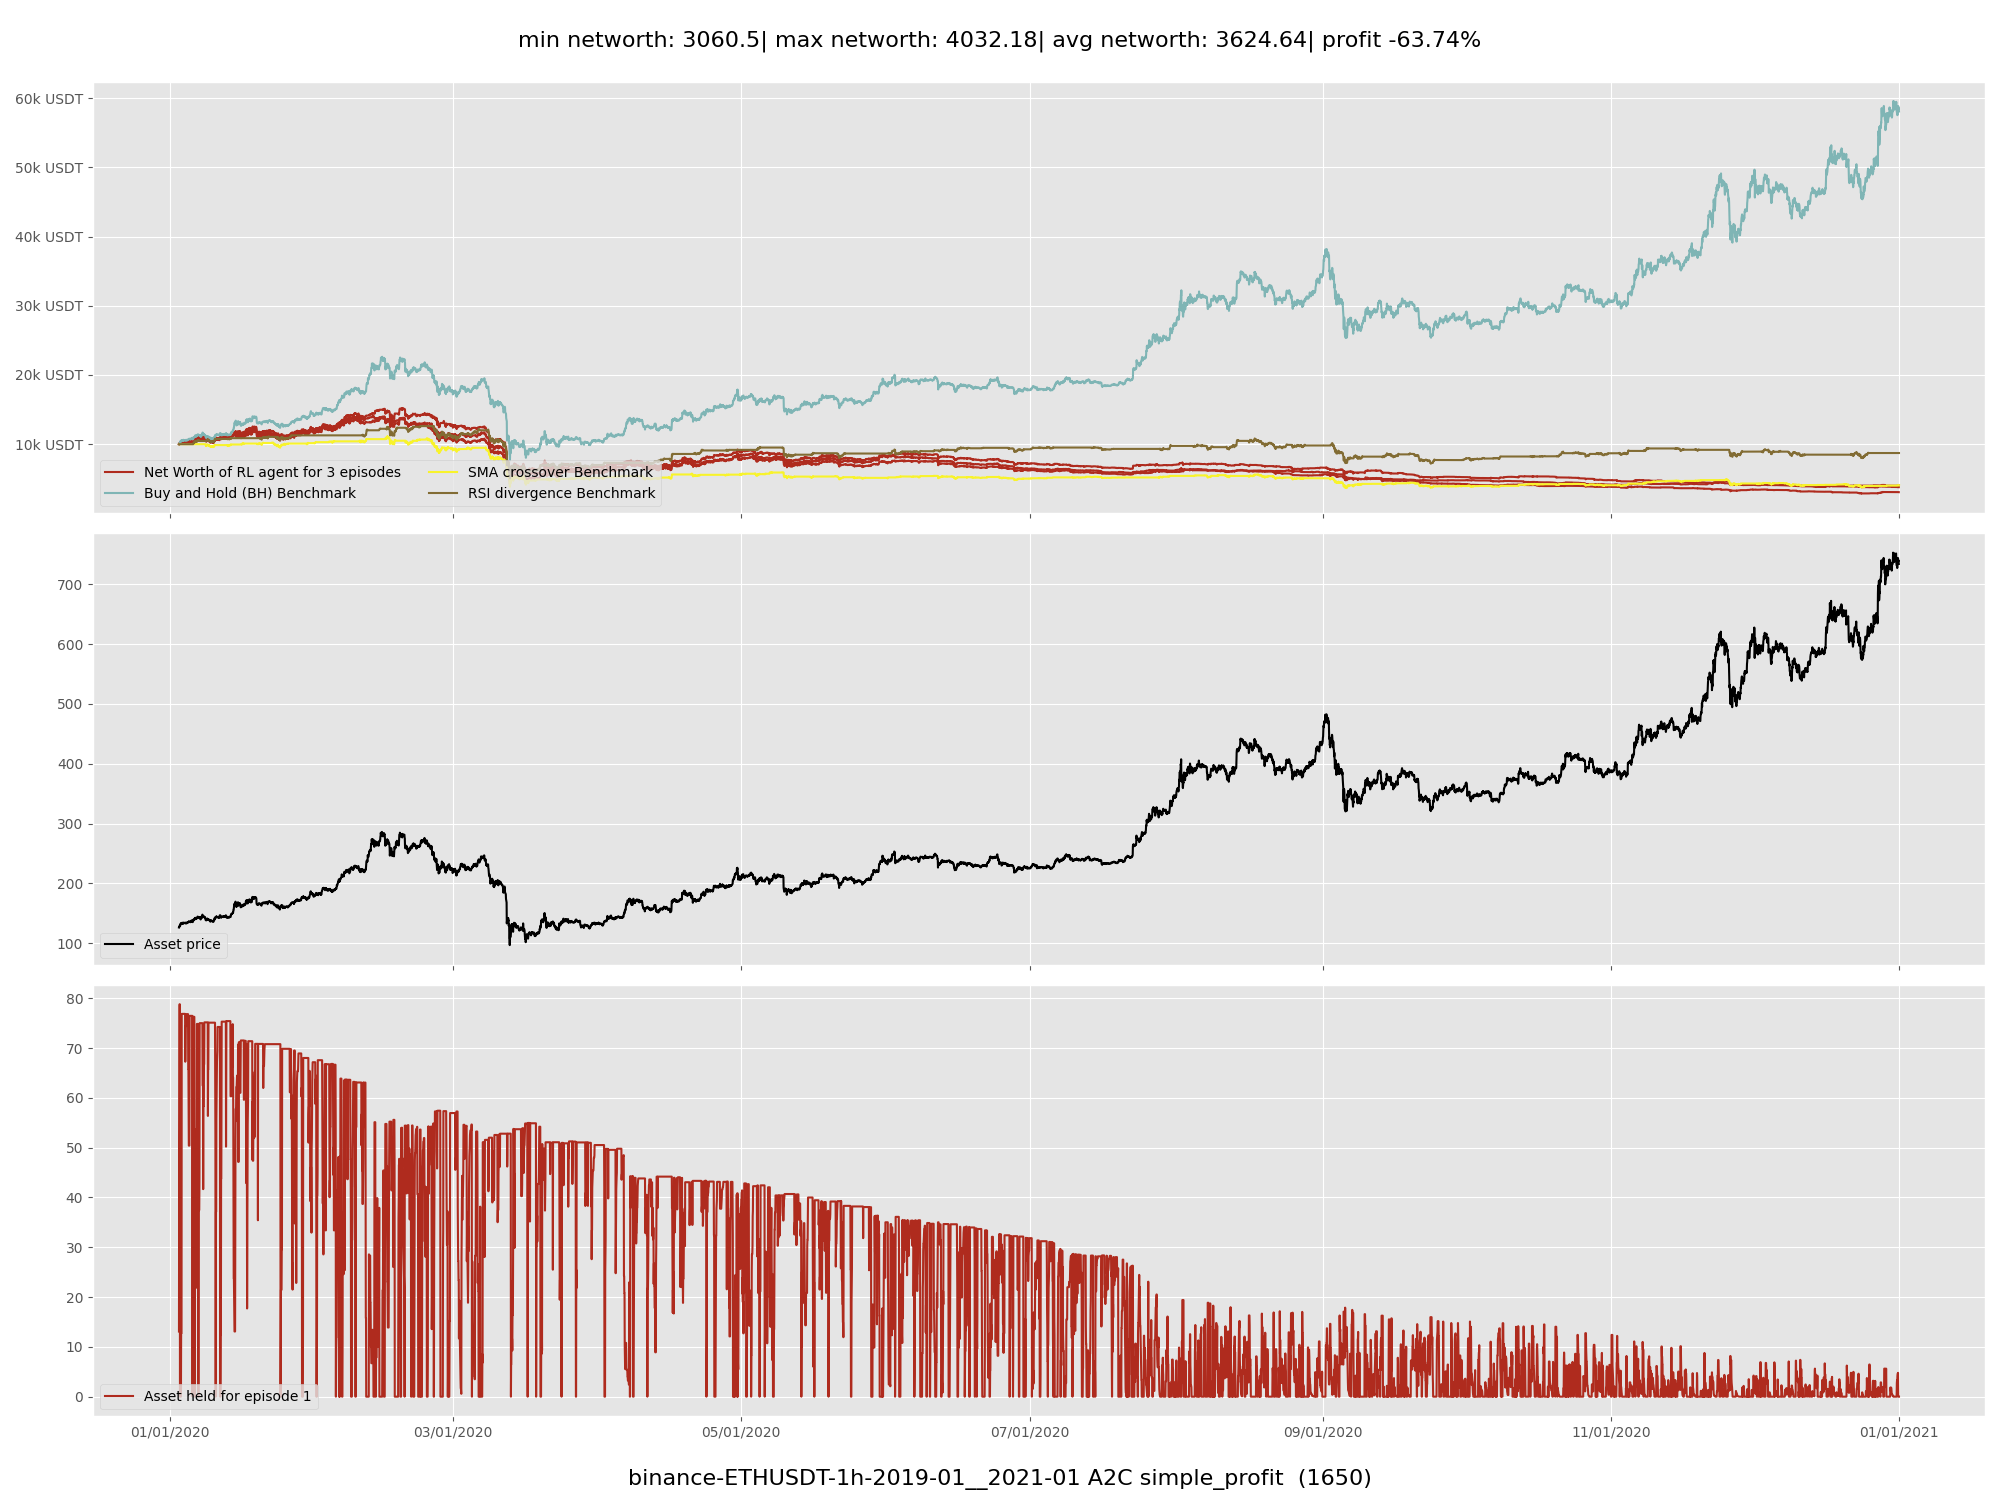 min networth: 3060.5| max networth: 4032.18| avg networth: 3624.64| profit -63.74%
60k USDT
50k USDT
40k USDT
30k USDT
20k USDT
10k USDT
Net Worth of RL agent for 3 episodes
Buy and Hold (BH) Benchmark
SMA crossover Benchmark
RSI divergence Benchmark
700
600
500
400
300
200
100
Asset price
80
70
60
50
40
30
20
10
0
Asset held for episode 1
01/01/2020 03/01/2020 05/01/2020 07/01/2020 09/01/2020 11/01/2020 01/01/2021
binance-ETHUSDT-1h-2019-01__2021-01 A2C simple_profit (1650)